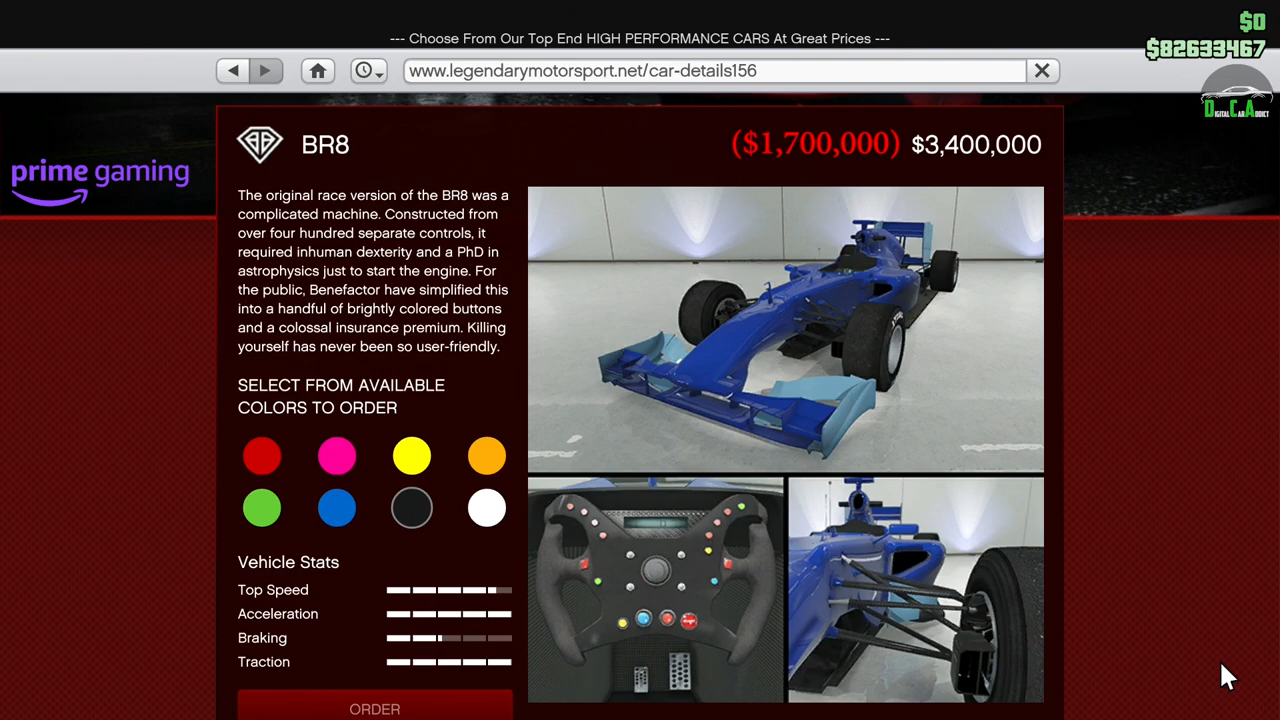 $0
$82633467
--- Choose From Our Top End HIGH PERFORMANCE CARS At Great Prices ---
www.legendarymotorsport.net/car-details156
DIGITAL CAR ADDICT
prime gaming
BR8
($1,700,000) $3,400,000
The original race version of the BR8 was a
complicated machine. Constructed from
over four hundred separate controls, it
required inhuman dexterity and a PhD in
astrophysics just to start the engine. For
the public, Benefactor have simplified this
into a handful of brightly colored buttons
and a colossal insurance premium. Killing
yourself has never been so user-friendly.
SELECT FROM AVAILABLE
COLORS TO ORDER
Vehicle Stats
Top Speed
Acceleration
Braking
Traction
ORDER